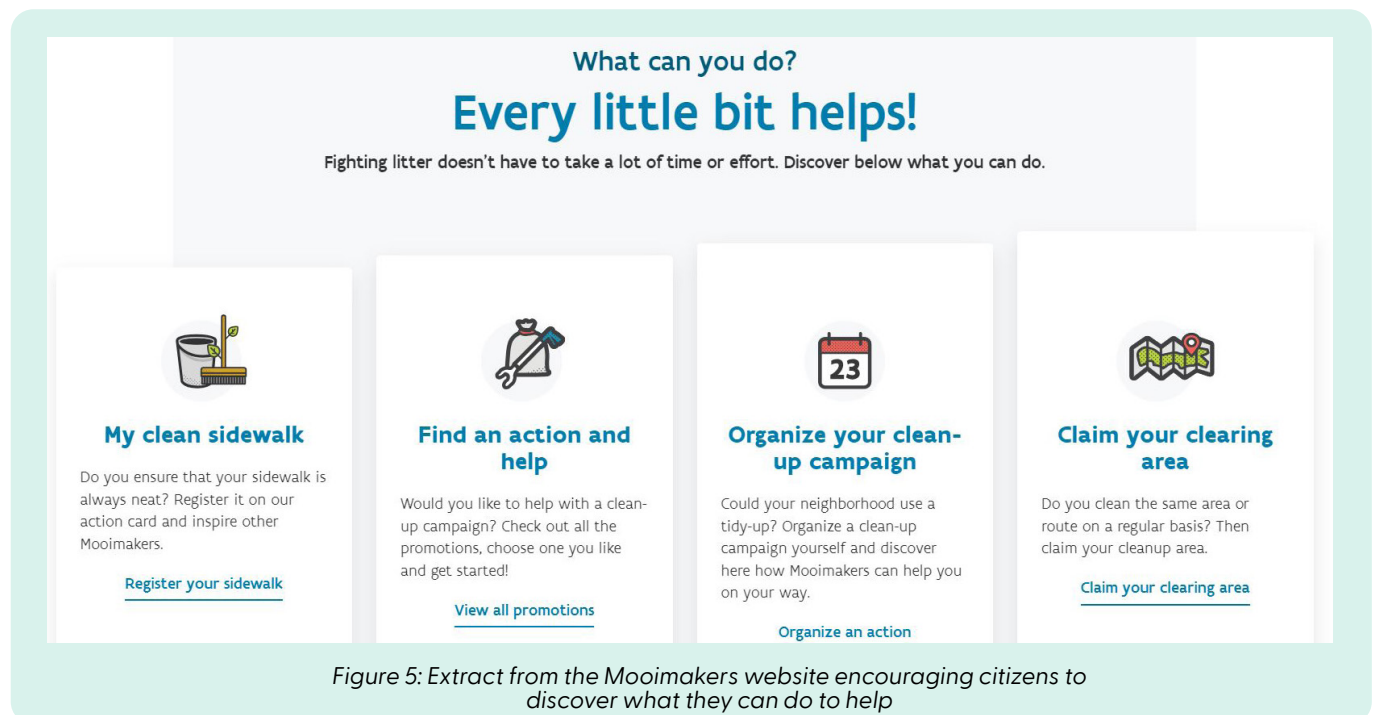 What can you do?
Every little bit helps!
Fighting litter doesn't have to take a lot of time or effort. Discover below what you can do.
My clean sidewalk
Do you ensure that your sidewalk is
always neat? Register it on our
action card and inspire other
Mooimakers.
Register your sidewalk
Find an action and
help
Would you like to help with a clean-
up campaign? Check out all the
promotions, choose one you like
and get started!
View all promotions
23
Organize your clean-
up campaign
Could your neighborhood use a
tidy-up? Organize a clean-up
campaign yourself and discover
here how Mooimakers can help you
on your way.
Organize an action
Claim your clearing
area
Do you clean the same area or
route on a regular basis? Then
claim your cleanup area.
Claim your clearing area
Figure 5: Extract from the Mooimakers website encouraging citizens to
discover what they can do to help